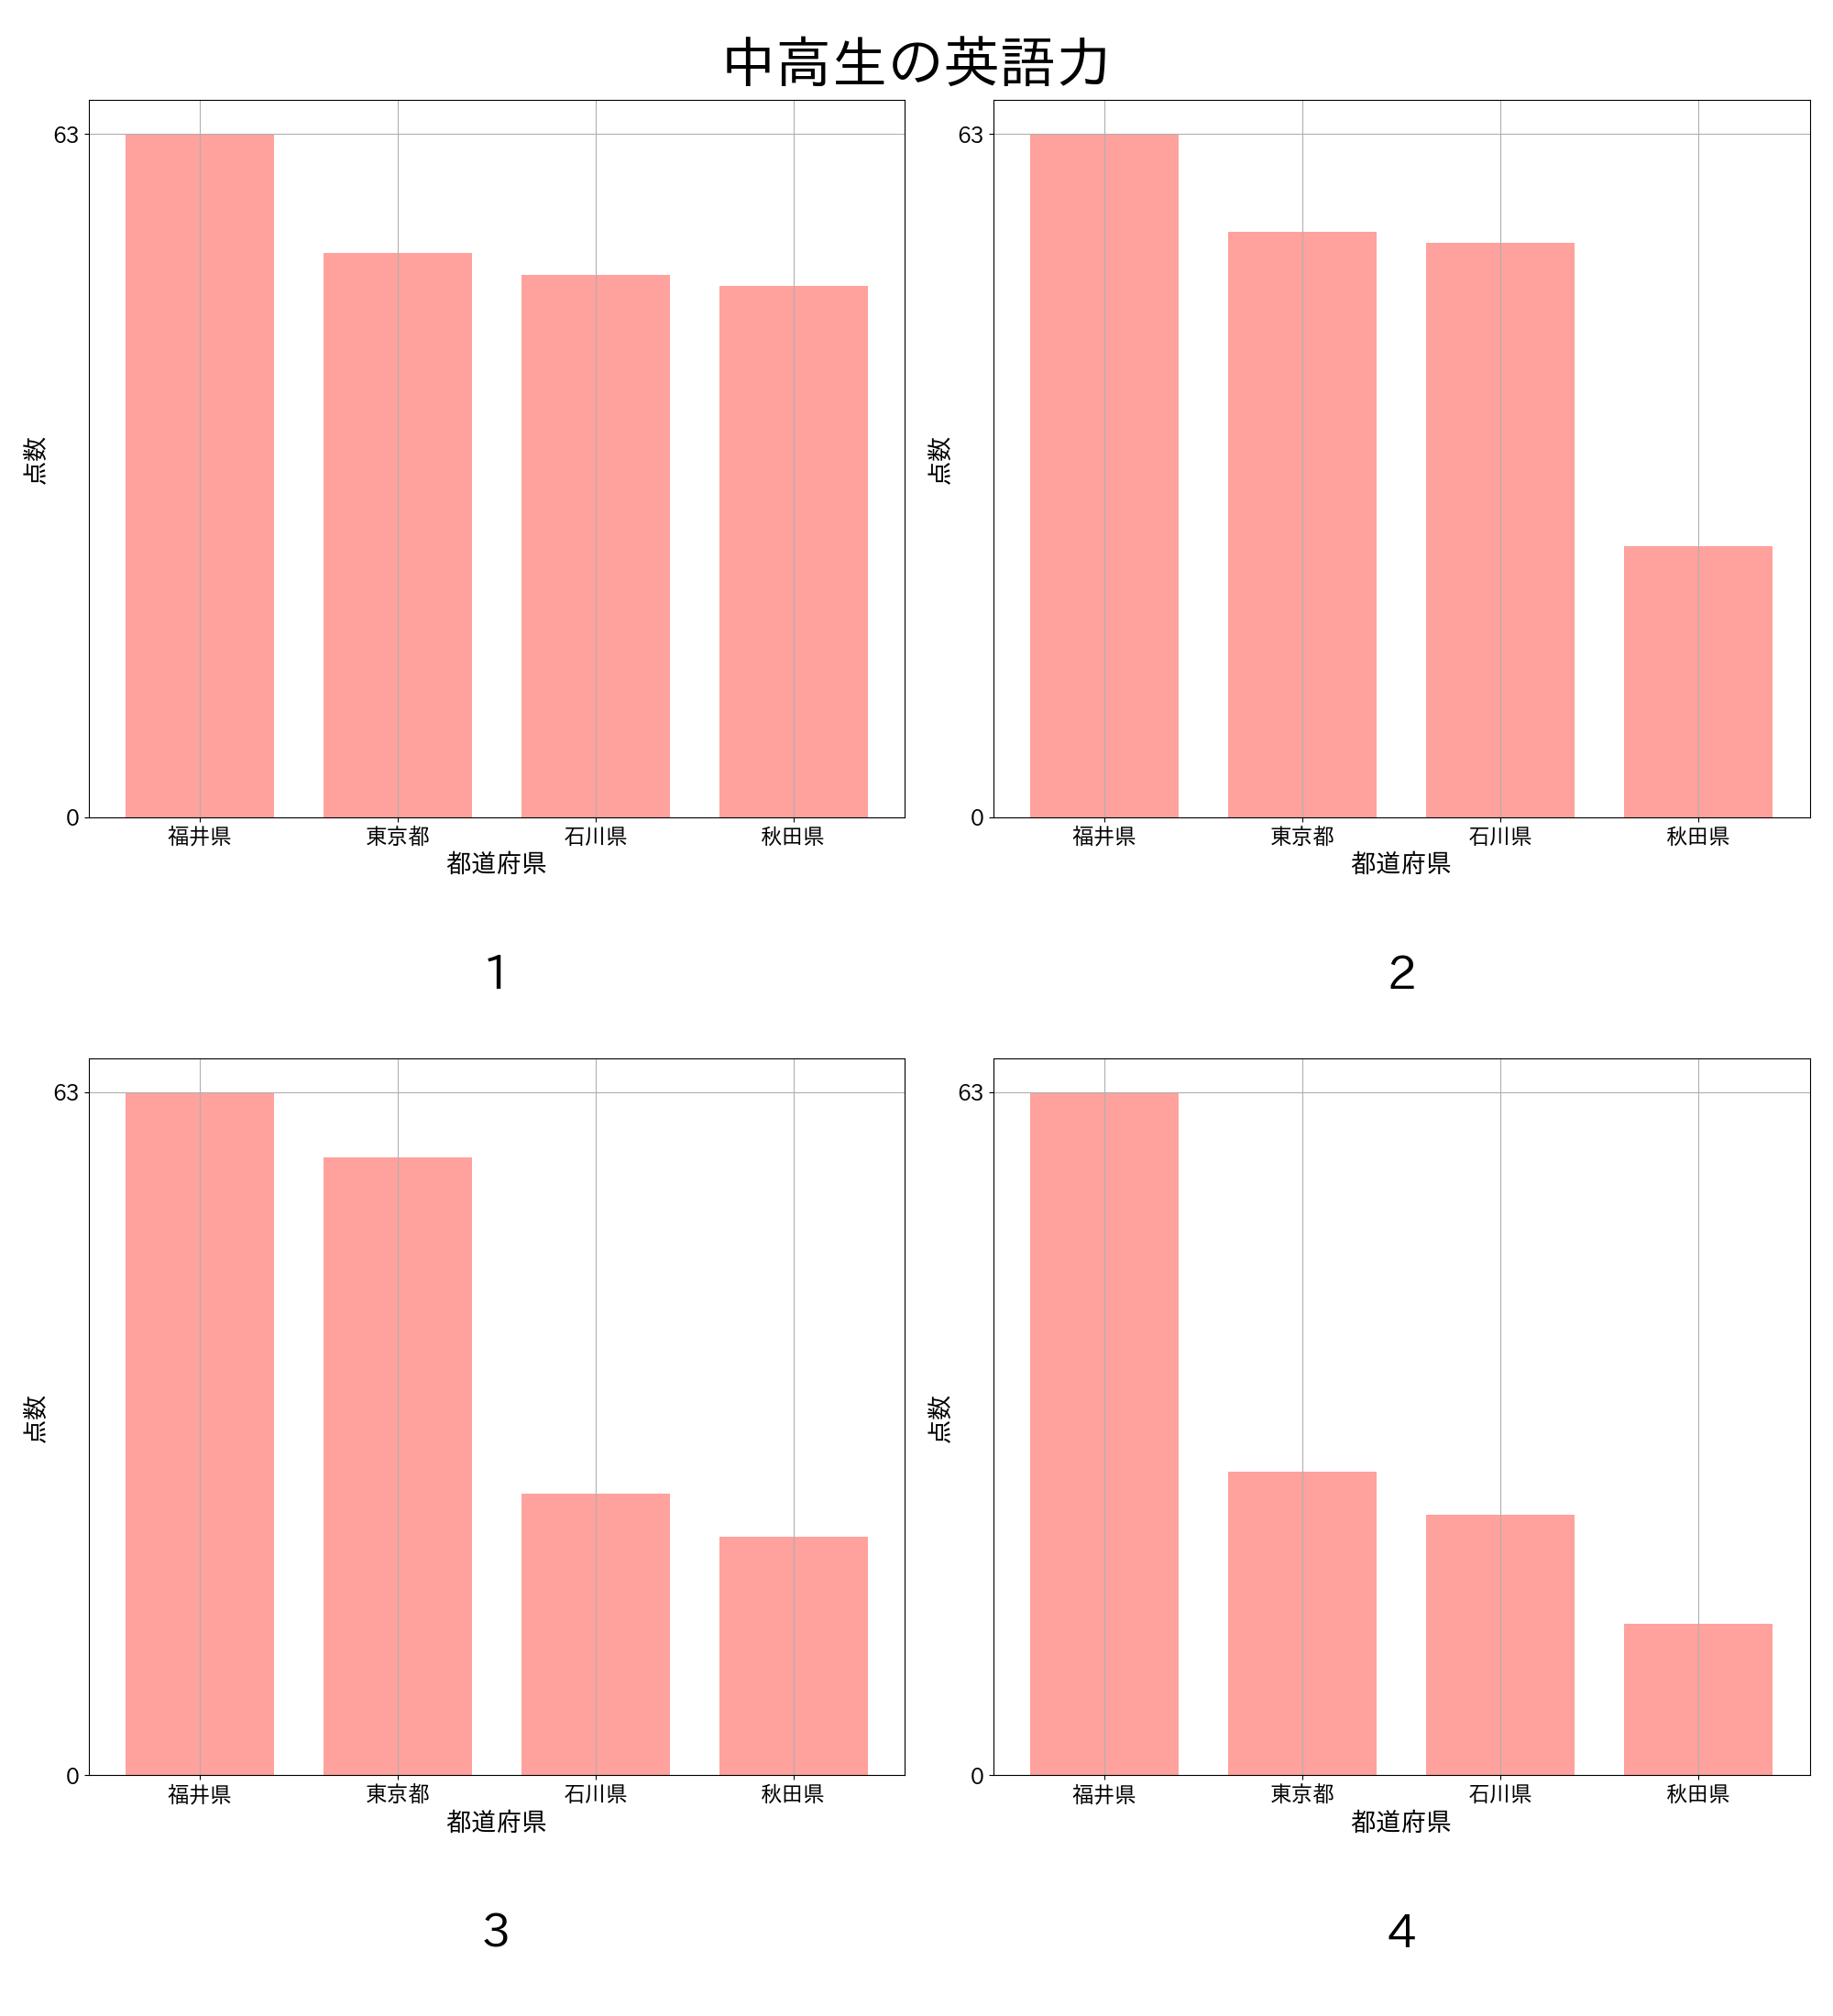 中高生の英語力
63
0
点数
福井県 東京都 石川県 秋田県
都道府県
1
63
0
点数
福井県 東京都 石川県 秋田県
都道府県
2
63
0
点数
福井県 東京都 石川県 秋田県
都道府県
3
63
0
点数
福井県 東京都 石川県 秋田県
都道府県
4